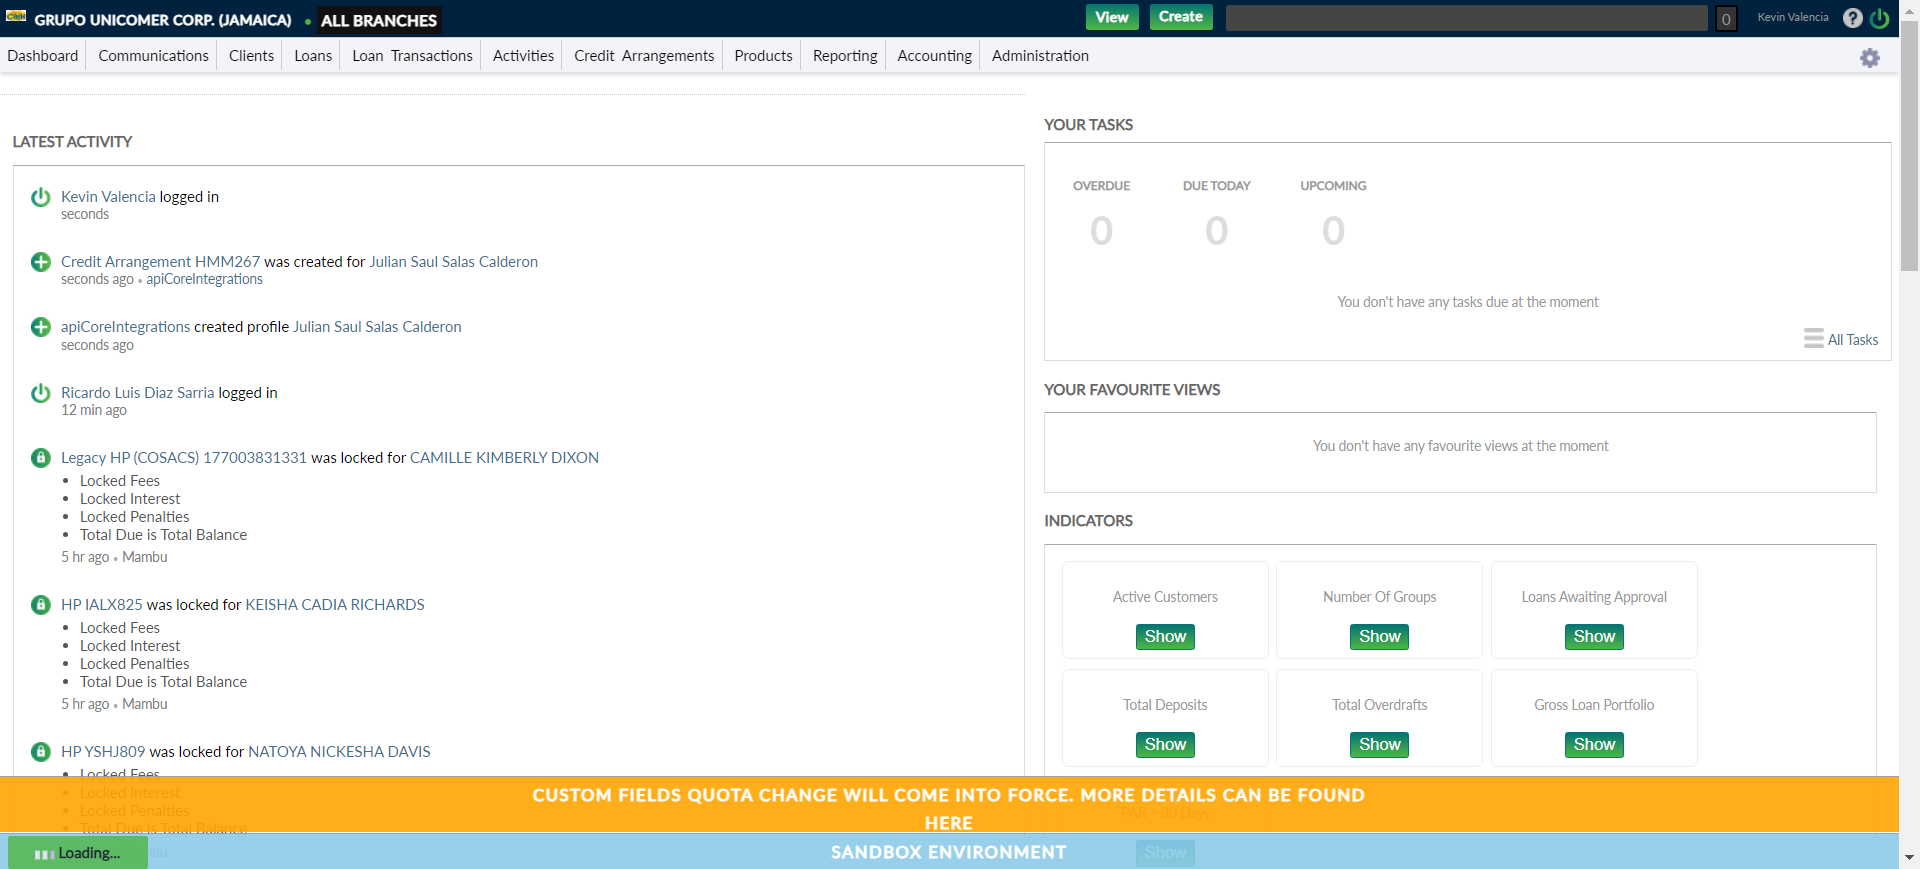 GRUPO UNICOMER CORP. (JAMAICA) • ALL BRANCHES View Create 0 Kevin Valencia ?
Dashboard Communications Clients Loans Loan Transactions Activities Credit Arrangements Products Reporting Accounting Administration
LATEST ACTIVITY
Kevin Valencia logged in
seconds
Credit Arrangement HMM267 was created for Julian Saul Salas Calderon
seconds ago • apiCoreIntegrations
apiCoreIntegrations created profile Julian Saul Salas Calderon
seconds ago
Ricardo Luis Diaz Sarria logged in
12 min ago
Legacy HP (COSACS) 177003831331 was locked for CAMILLE KIMBERLY DIXON
• Locked Fees
• Locked Interest
• Locked Penalties
• Total Due is Total Balance
5 hr ago • Mambu
HP IALX825 was locked for KEISHA CADIA RICHARDS
• Locked Fees
• Locked Interest
• Locked Penalties
• Total Due is Total Balance
5 hr ago • Mambu
HP YSHJ809 was locked for NATOYA NICKESHA DAVIS
• Locked Fees
• Locked Interest
• Locked Penalties
• Total Due is Total Balance
YOUR TASKS
OVERDUE DUE TODAY UPCOMING
0 0 0
You don't have any tasks due at the moment
All Tasks
YOUR FAVOURITE VIEWS
You don't have any favourite views at the moment
INDICATORS
Active Customers Number Of Groups Loans Awaiting Approval
Show Show Show
Total Deposits Total Overdrafts Gross Loan Portfolio
Show Show Show
PAR > 30 Days
Show
CUSTOM FIELDS QUOTA CHANGE WILL COME INTO FORCE. MORE DETAILS CAN BE FOUND
HERE
SANDBOX ENVIRONMENT
Loading...